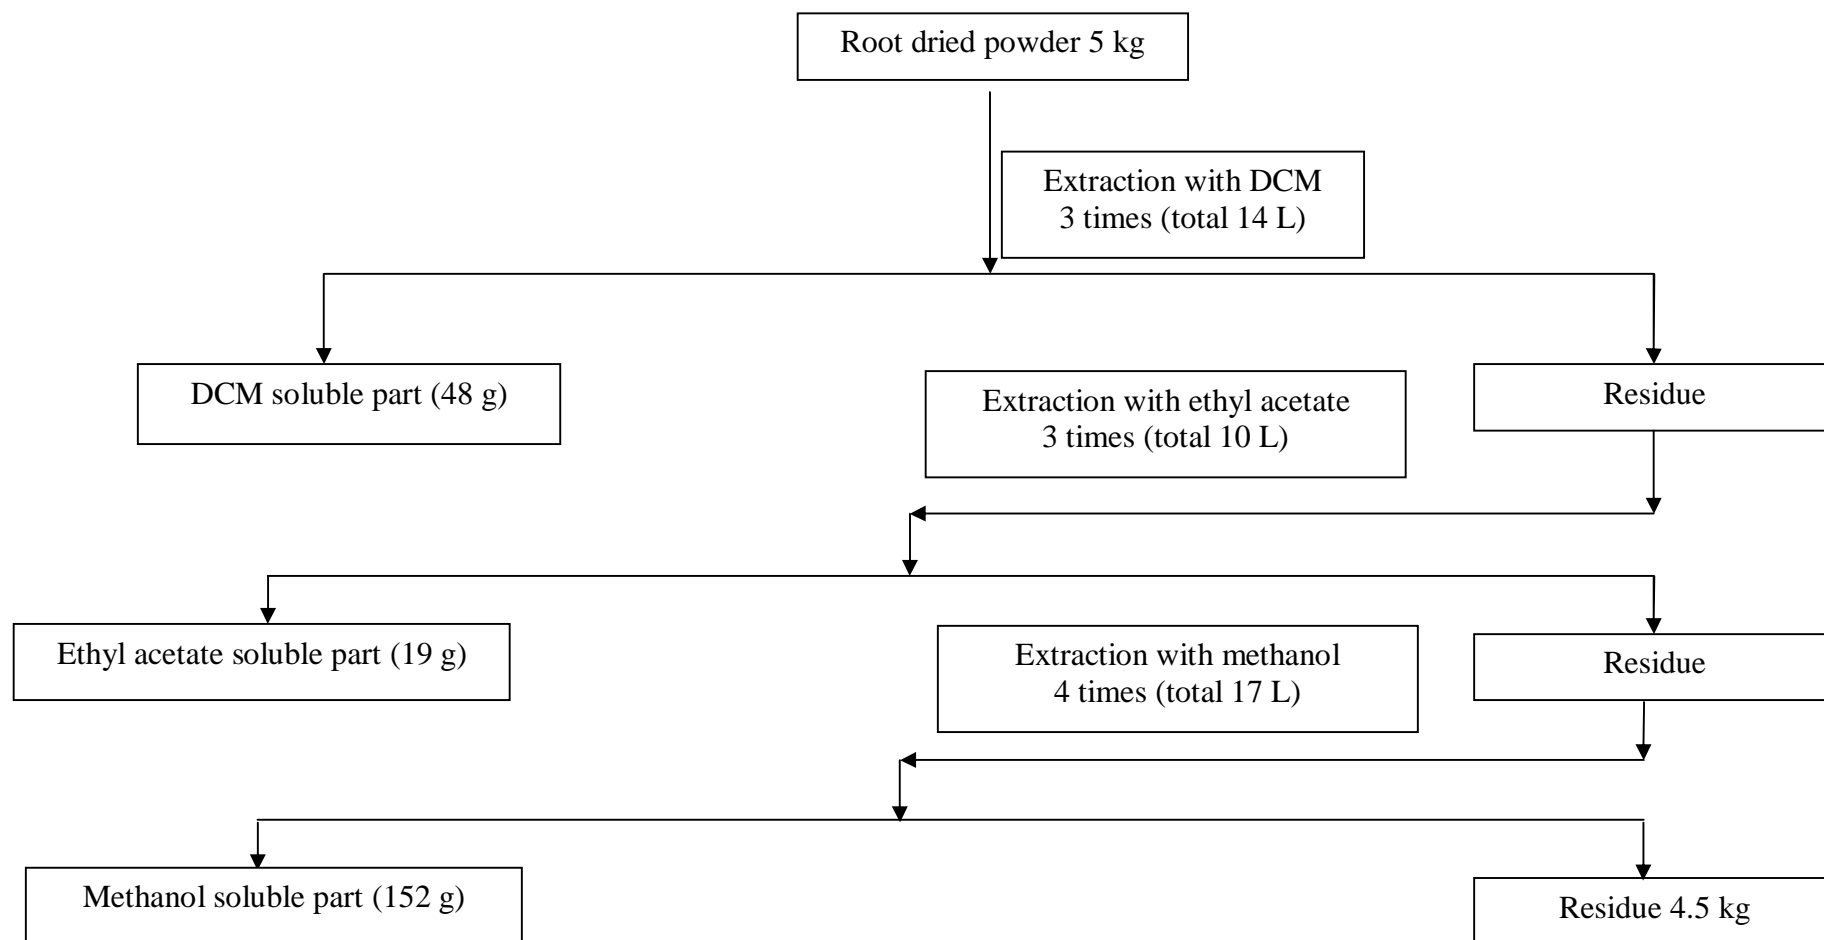 Root dried powder 5 kg
Extraction with DCM
3 times (total 14 L)
DCM soluble part (48 g)
Extraction with ethyl acetate
3 times (total 10 L)
Residue
Ethyl acetate soluble part (19 g)
Extraction with methanol
4 times (total 17 L)
Residue
Methanol soluble part (152 g)
Residue 4.5 kg